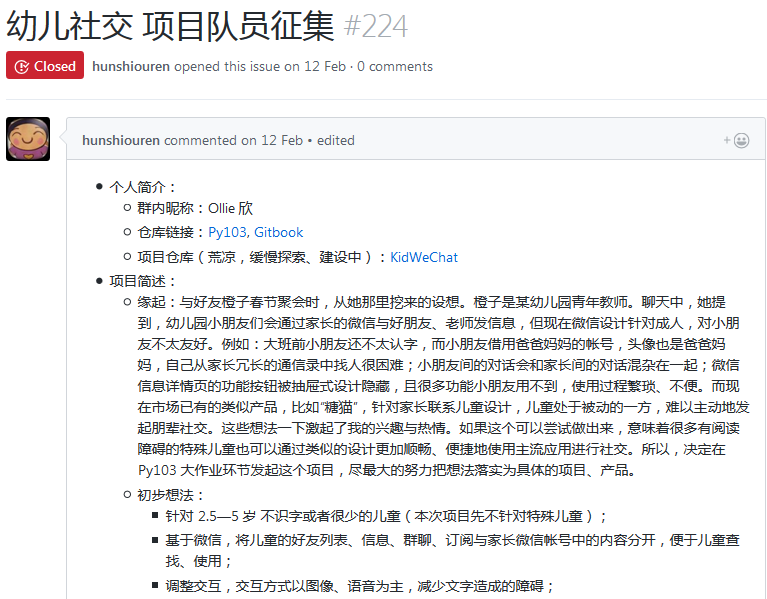 幼儿社交 项目队员征集 #224
Closed hunshiouren opened this issue on 12 Feb · 0 comments
hunshiouren commented on 12 Feb • edited
个人简介：
群内昵称：Ollie 欣
仓库链接：Py103, Gitbook
项目仓库（荒凉，缓慢探索、建设中）：KidWeChat
项目简述：
缘起：与好友橙子春节聚会时，从她那里挖来的设想。橙子是某幼儿园青年教师。聊天中，她提
到，幼儿园小朋友们会通过家长的微信与好朋友、老师发信息，但现在微信设计针对成人，对小朋
友不太友好。例如：大班前小朋友还不太认字，而小朋友借用爸爸妈妈的帐号，头像也是爸爸妈
妈，自己从家长冗长的通信录中找人很困难；小朋友间的对话会和家长间的对话混杂在一起；微信
信息详情页的功能按钮被抽屉式设计隐藏，且很多功能小朋友用不到，使用过程繁琐、不便。而现
在市场已有的类似产品，比如“糖猫”，针对家长联系儿童设计，儿童处于被动的一方，难以主动地发
起朋辈社交。这些想法一下激起了我的兴趣与热情。如果这个可以尝试做出来，意味着很多有阅读
障碍的特殊儿童也可以通过类似的设计更加顺畅、便捷地使用主流应用进行社交。所以，决定在
Py103 大作业环节发起这个项目，尽最大的努力把想法落实为具体的项目、产品。
初步想法：
针对 2.5—5 岁 不识字或者很少的儿童（本次项目先不针对特殊儿童）；
基于微信，将儿童的好友列表、信息、群聊、订阅与家长微信帐号中的内容分开，便于儿童查
找、使用；
调整交互，交互方式以图像、语音为主，减少文字造成的障碍；